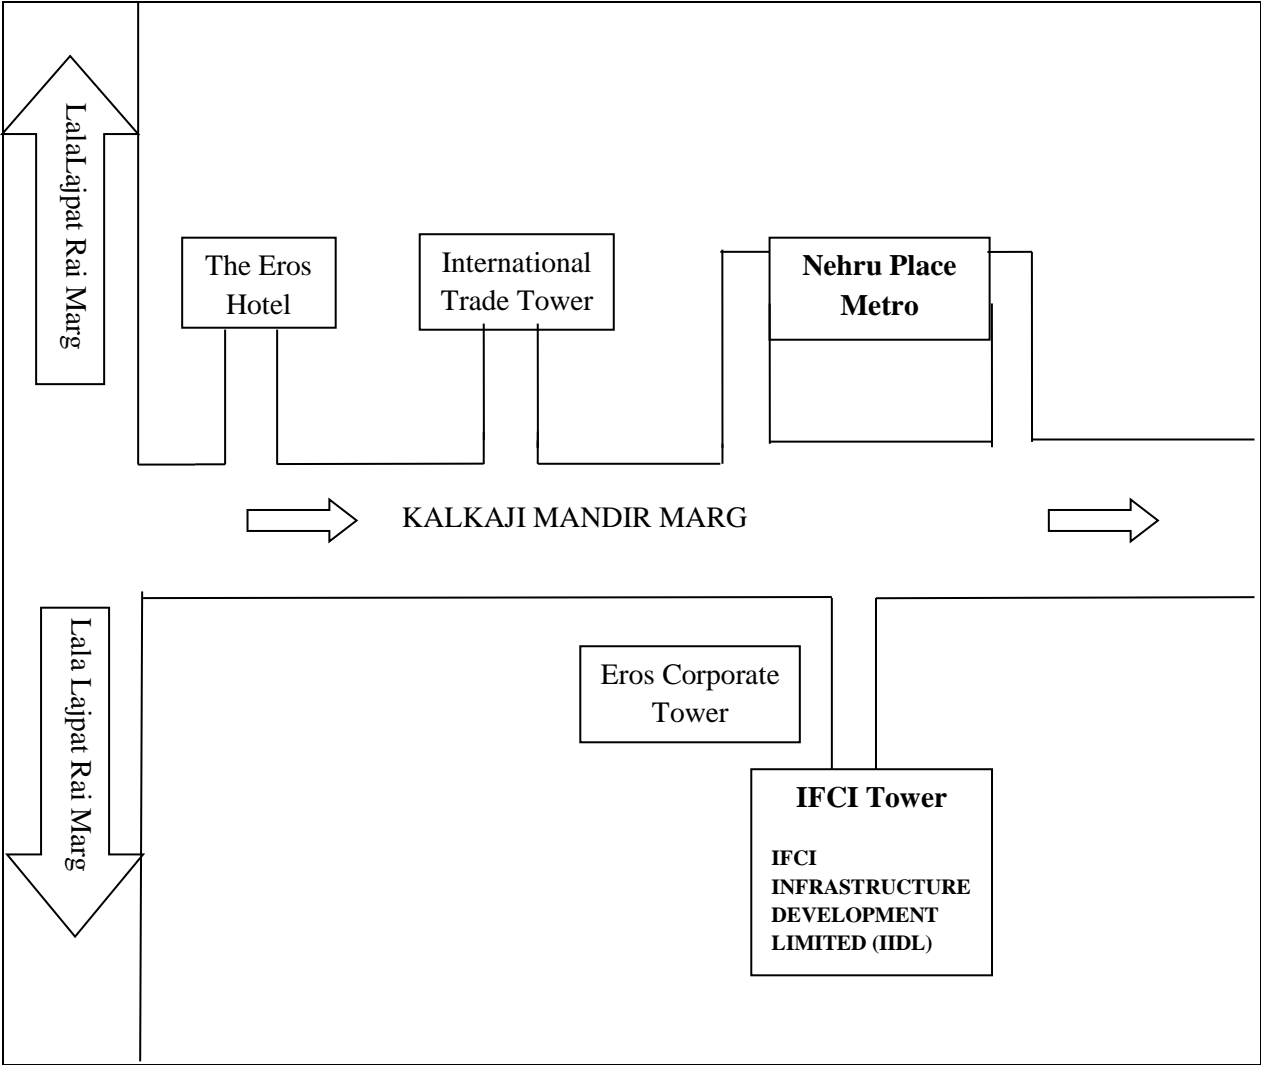 LalaLajpat Rai Marg
The Eros
Hotel
International
Trade Tower
Nehru Place
Metro
KALKAJI MANDIR MARG
Lala Lajpat Rai Marg
Eros Corporate
Tower
IFCI Tower
IFCI
INFRASTRUCTURE
DEVELOPMENT
LIMITED (IIDL)